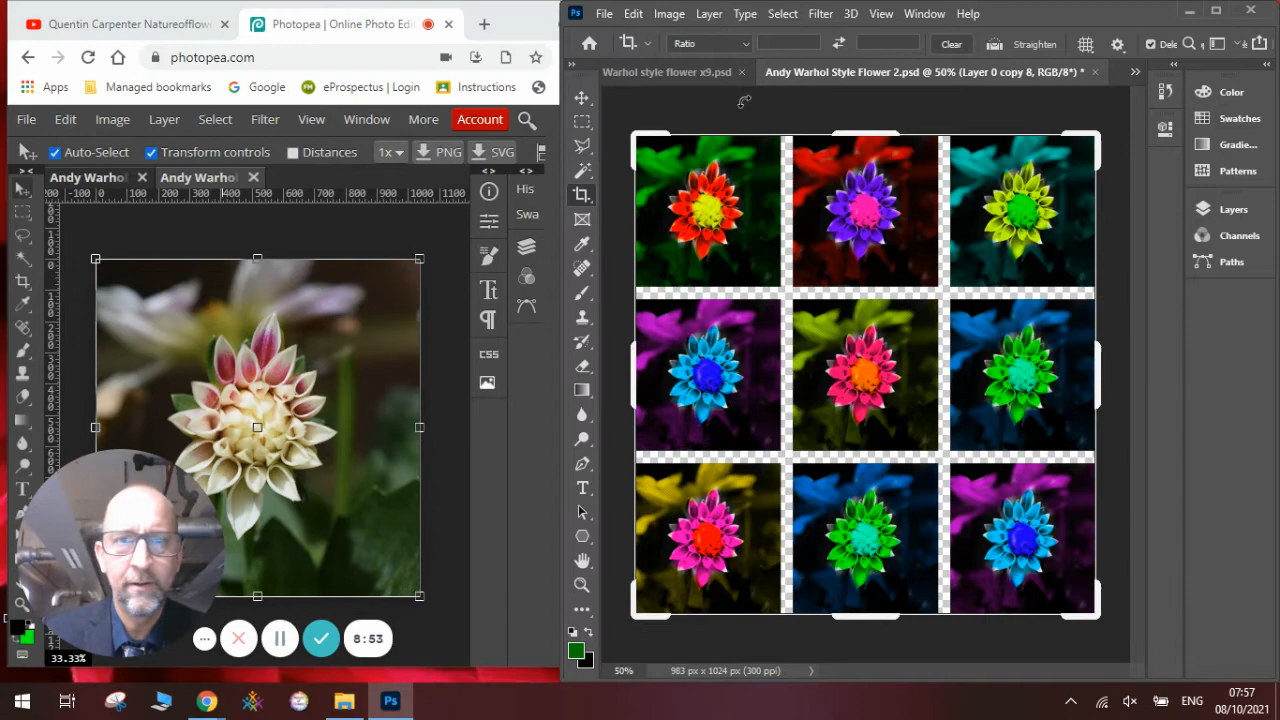 Quentin Carpenter Natureofflow
Photopea | Online Photo Edi
photopea.com
Apps
Managed bookmarks
Google
eProspectus | Login
Instructions
File Edit Image Layer Select Filter View Window More Account
Auto-Select
Transform controls
Distances
1x
PNG
SVG
Andy Warhol
Andy Warhol
His
Swa
CSS
33.33%
8:53
Ps
File Edit Image Layer Type Select Filter 3D View Window Help
Ratio
Clear
Straighten
Dele
Warhol style flower x9.psd
Andy Warhol Style Flower 2.psd @ 50% (Layer 0 copy 8, RGB/8*) *
Color
Swatches
Gradie...
Patterns
Layers
Channels
Paths
50%
983 px x 1024 px (300 ppi)
Ps
ENG
07:57
08/10/2021